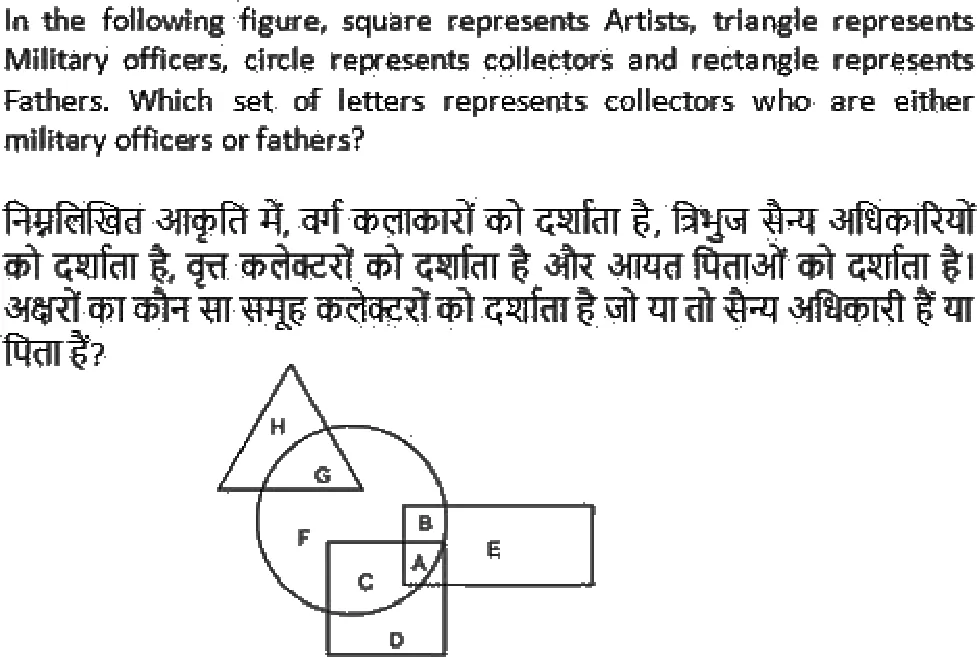 In the following figure, square represents Artists, triangle represents
Military officers, circle represents collectors and rectangle represents
Fathers. Which set of letters represents collectors who are either
military officers or fathers?
निम्नलिखित आकृति में, वर्ग कलाकारों को दर्शाता है, त्रिभुज सैन्य अधिकारियों
को दर्शाता है, वृत्त कलेक्टरों को दर्शाता है और आयत पिताओं को दर्शाता है।
अक्षरों का कौन सा समूह कलेक्टरों को दर्शाता है जो या तो सैन्य अधिकारी हैं या
पिता हैं?
H
G
B
F
E
A
C
D